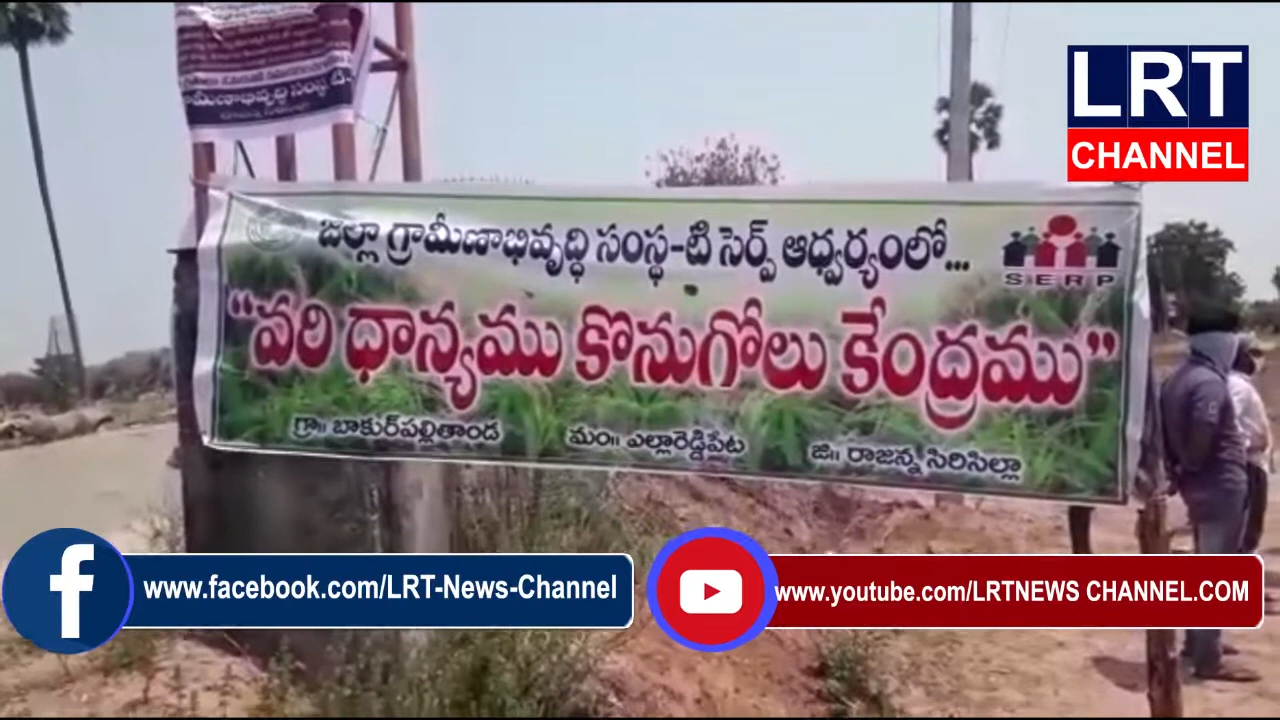 గ్రామీణాభివృద్ధి సంస్థ
LRT
CHANNEL
జిల్లా గ్రామీణాభివృద్ధి సంస్థ-టి సెర్ప్ ఆధ్వర్యంలో...
SERP
“వరి ధాన్యము కొనుగోలు కేంద్రము”
గ్రా॥ బాకుర్‌పల్లితాండ మం॥ ఎల్లారెడ్డిపేట జి॥ రాజన్న సిరిసిల్లా
www.facebook.com/LRT-News-Channel
www.youtube.com/LRTNEWS CHANNEL.COM